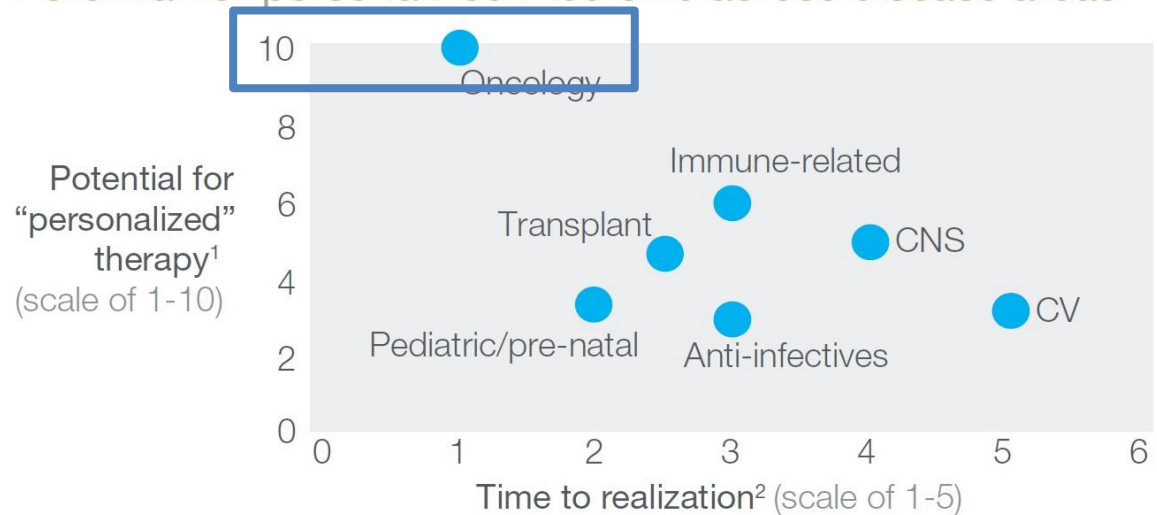 10
Oncology
8
Immune-related
Potential for
“personalized”
therapy¹
(scale of 1-10)
6
Transplant
CNS
4
CV
Pediatric/pre-natal
Anti-infectives
2
0
0 1 2 3 4 5 6
Time to realization² (scale of 1-5)